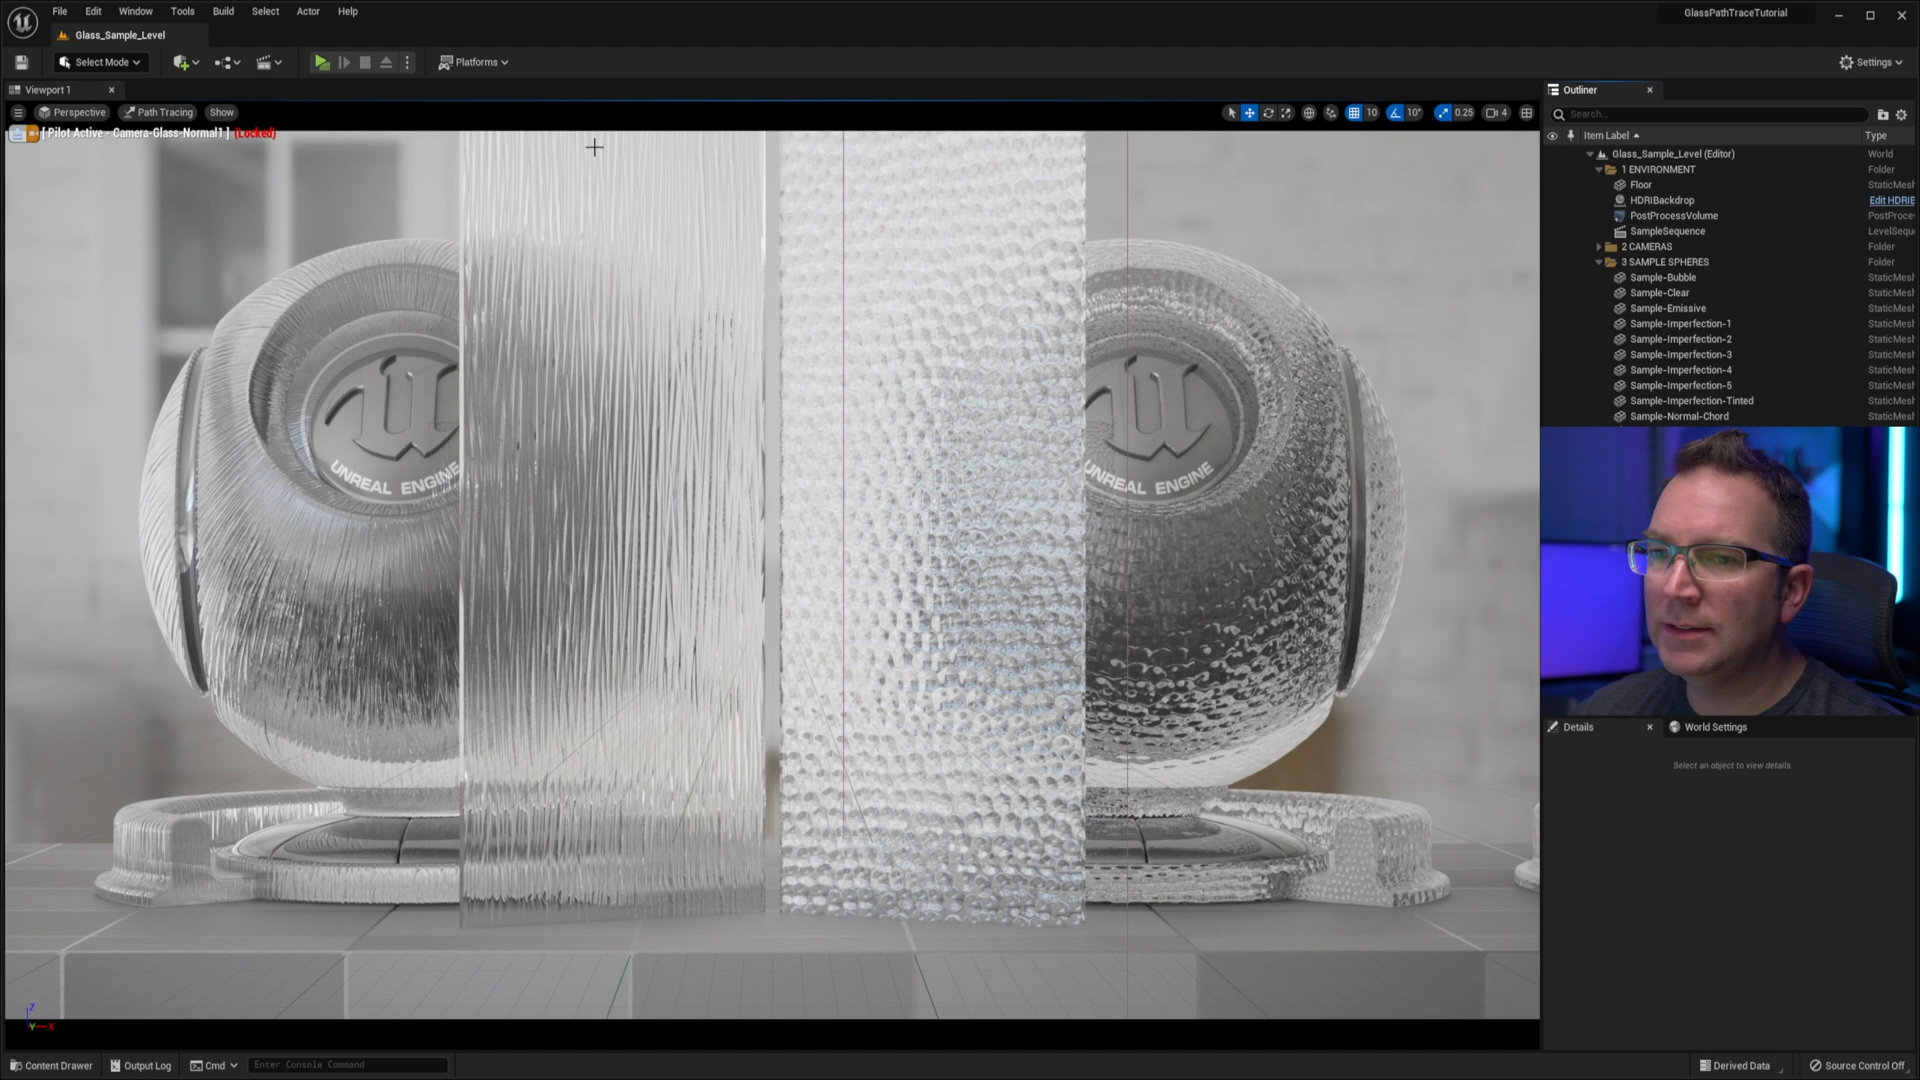 File Edit Window Tools Build Select Actor Help
GlassPathTraceTutorial
Glass_Sample_Level
Select Mode
Platforms
Settings
Viewport 1
Outliner
Perspective
Path Tracing
Show
10
10°
0.25
4
Search...
[ Pilot Active - Camera-Glass-Normal1 ] (Locked)
Item Label
Type
Glass_Sample_Level (Editor) World
1 ENVIRONMENT Folder
Floor StaticMesh
HDRIBackdrop Edit HDRIB
PostProcessVolume PostProce
SampleSequence LevelSequ
2 CAMERAS Folder
3 SAMPLE SPHERES Folder
Sample-Bubble StaticMesh
Sample-Clear StaticMesh
Sample-Emissive StaticMesh
Sample-Imperfection-1 StaticMesh
Sample-Imperfection-2 StaticMesh
Sample-Imperfection-3 StaticMesh
Sample-Imperfection-4 StaticMesh
Sample-Imperfection-5 StaticMesh
Sample-Imperfection-Tinted StaticMesh
Sample-Normal-Chord StaticMesh
UNREAL ENGINE
UNREAL ENGINE
Details
World Settings
Select an object to view details.
Z
Y X
Content Drawer
Output Log
Cmd
Enter Console Command
Derived Data
Source Control Off